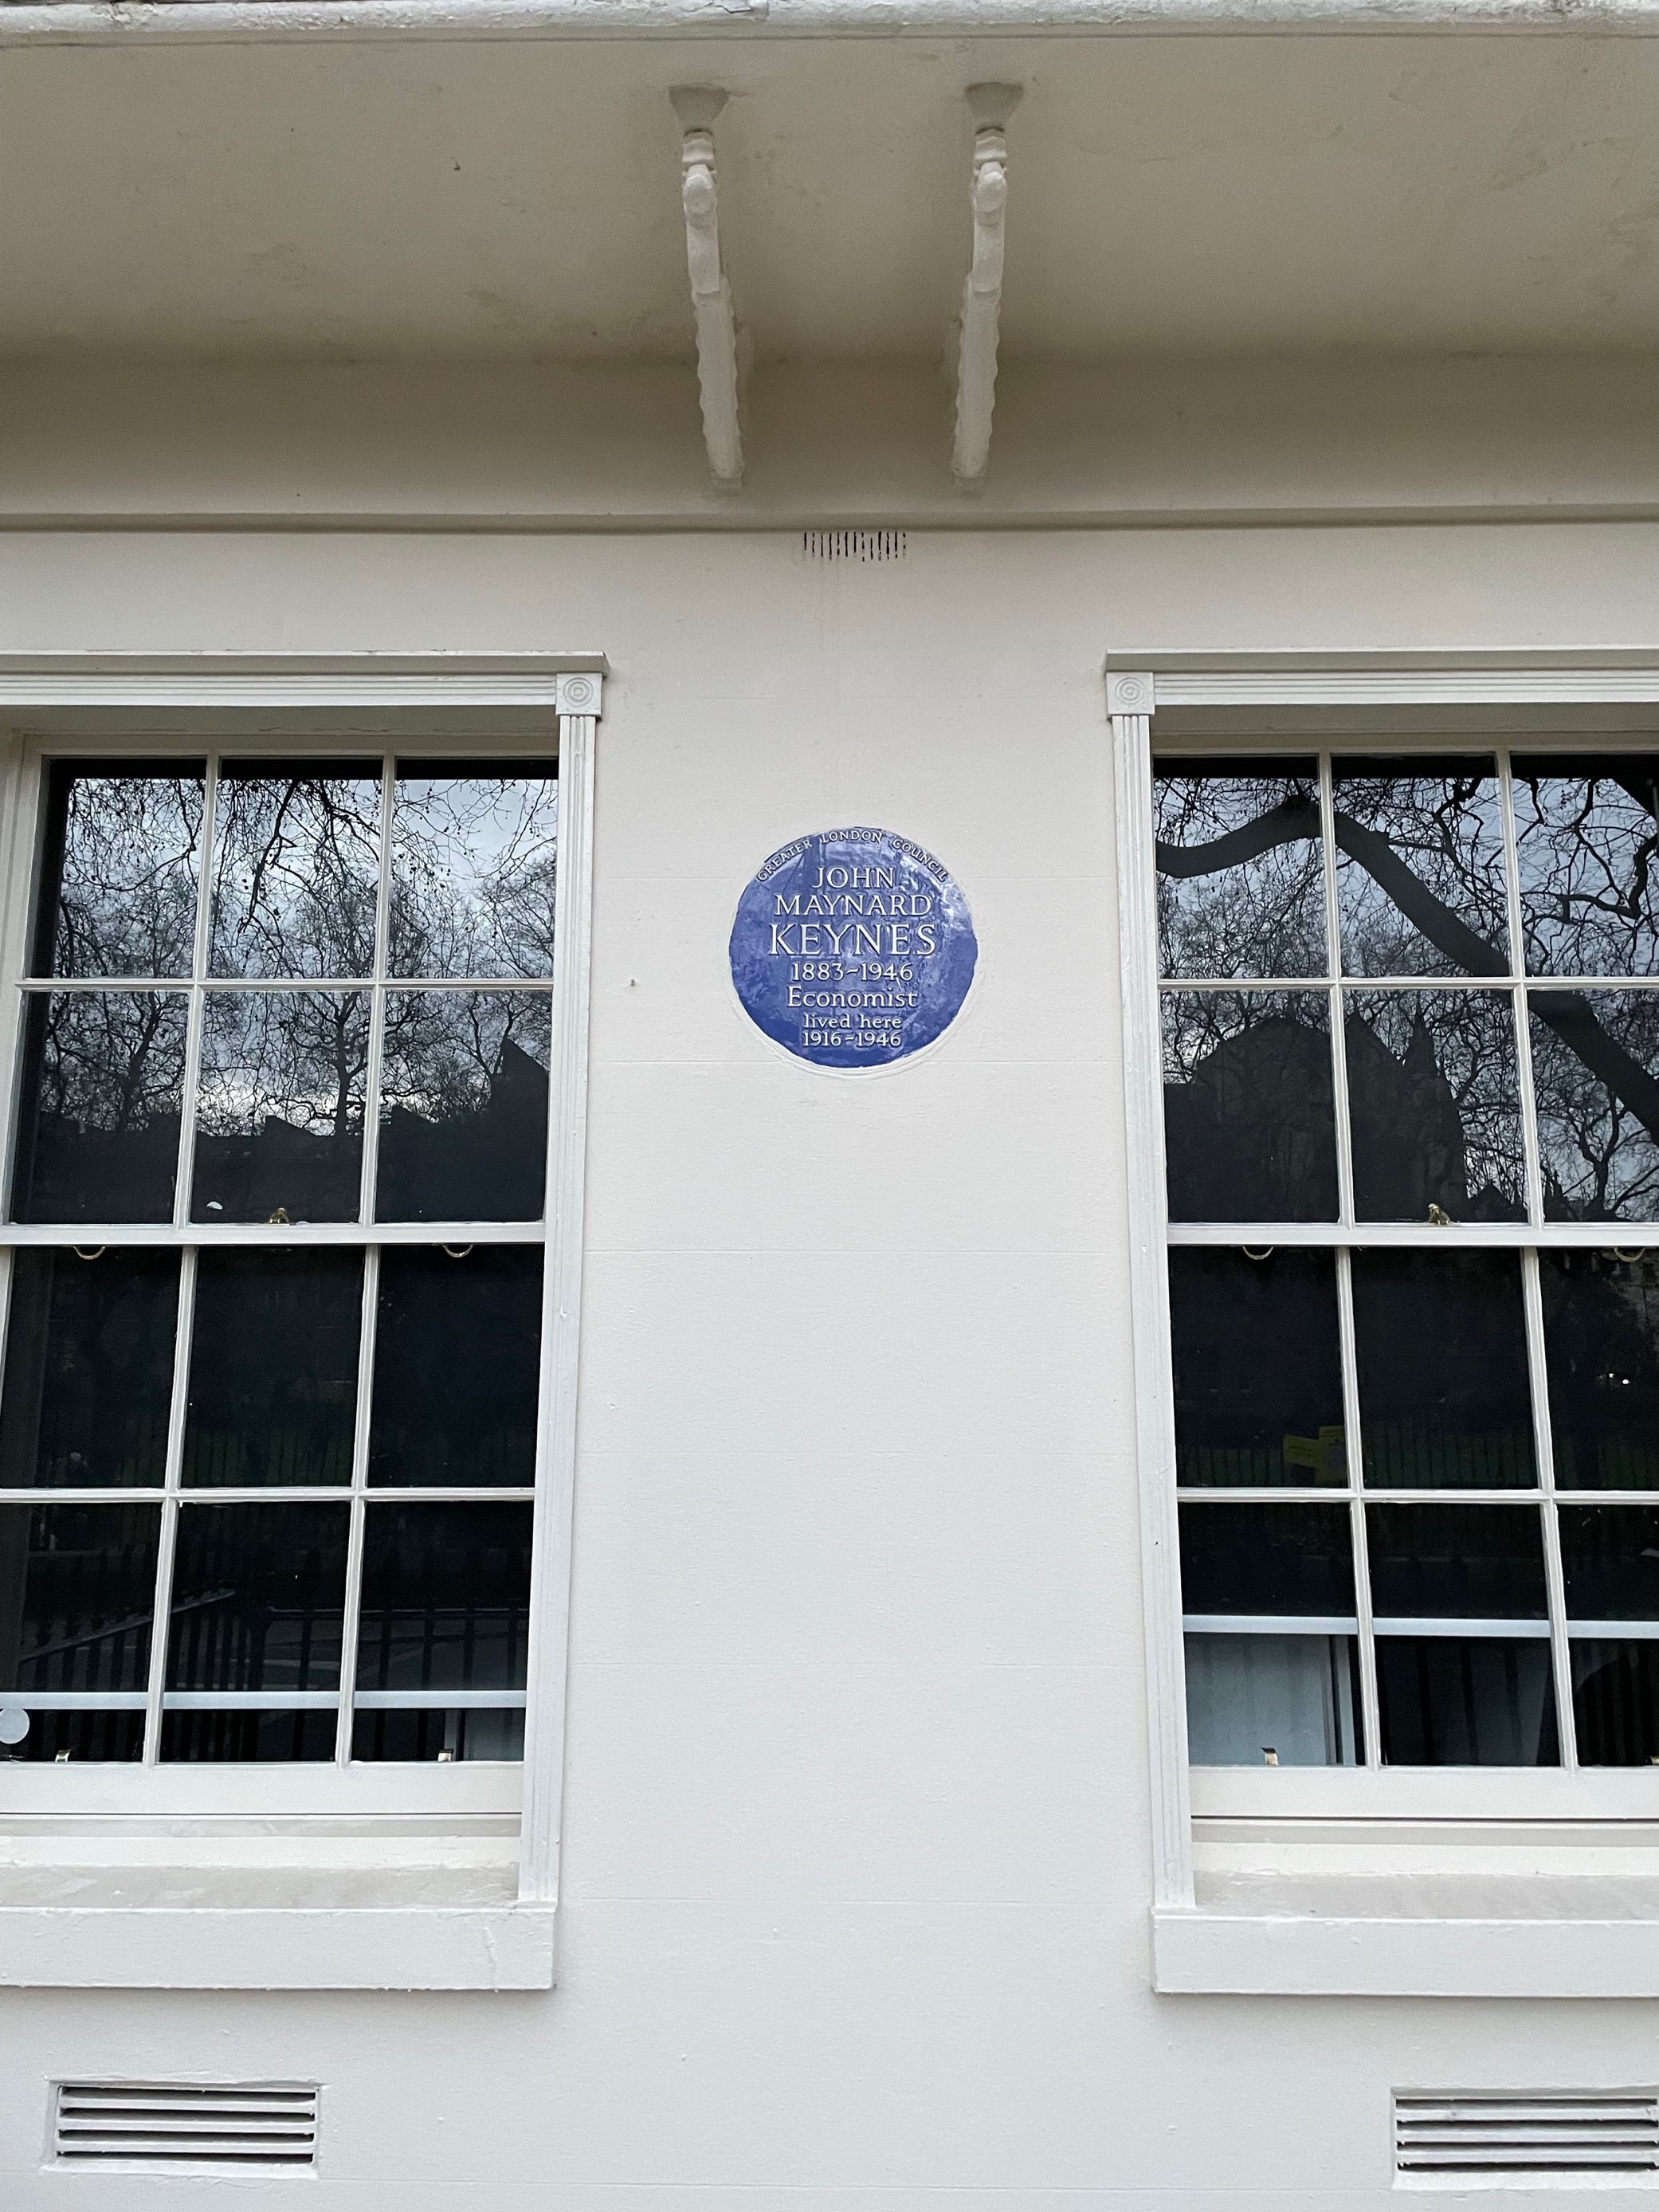 GREATER LONDON COUNCIL
JOHN
MAYNARD
KEYNES
1883-1946
Economist
lived here
1916-1946